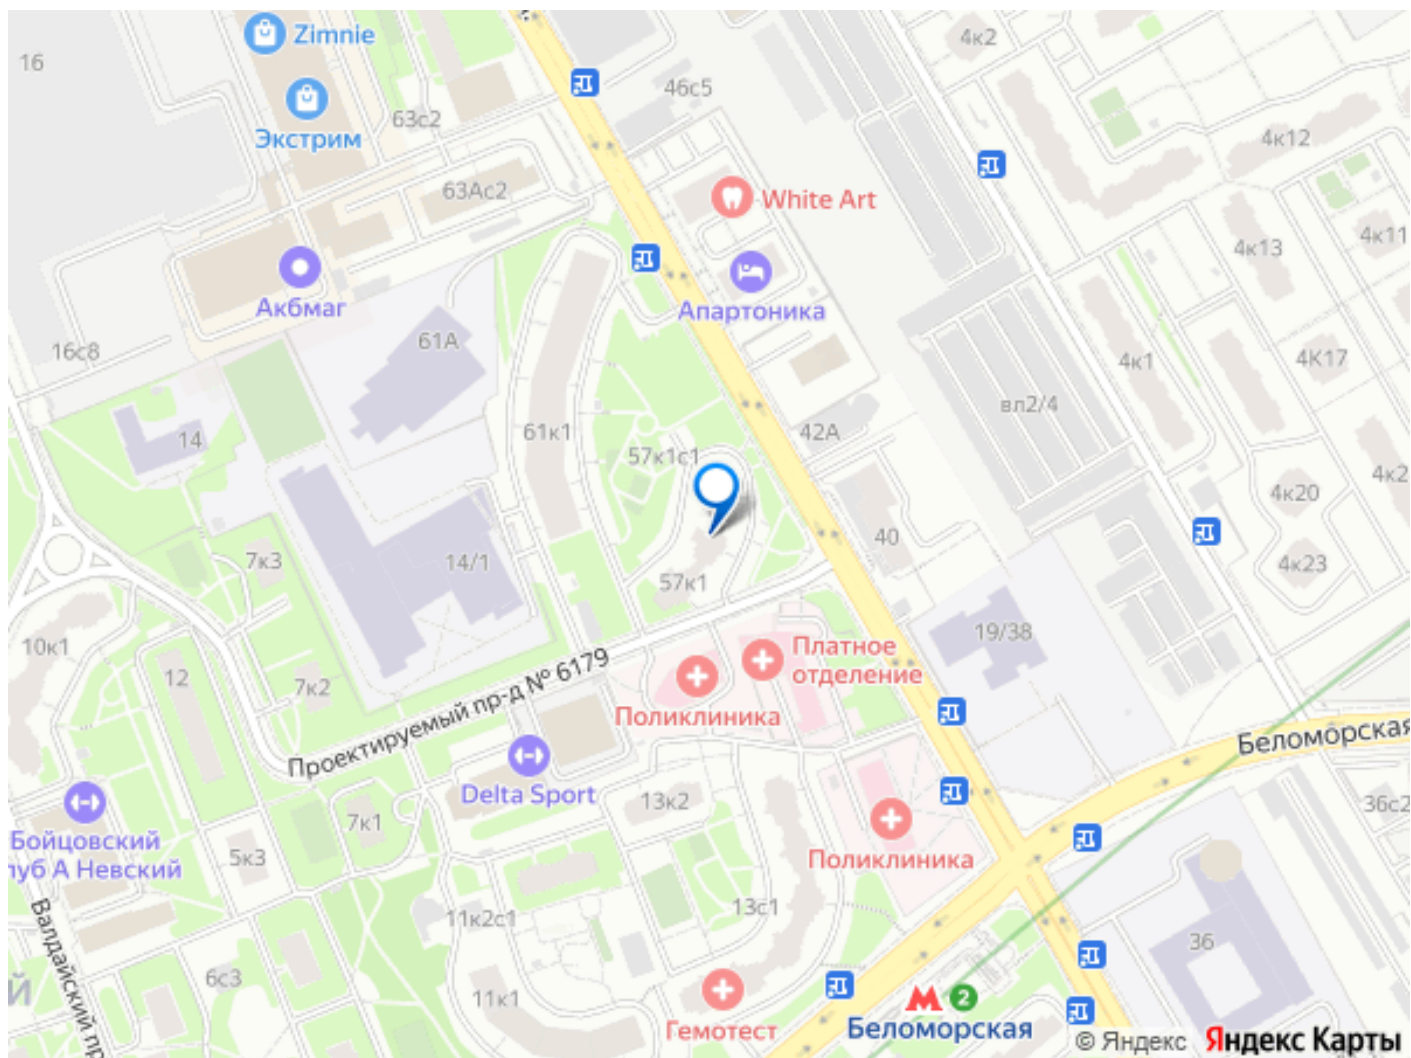 Zimnie
4к2
16
46с5
63с2
Экстрим
4к12
63Ас2
White Art
4к11
4к13
Акбмаг
Апартоника
61А
16с8
4к1
4К17
вл2/4
14
61к1
42А
57к1с1
4к2
4к20
40
7к3
14/1
4к23
57к1
19/38
10к1
Платное
отделение
12
7к2
Проектируемый пр-д № 6179
Поликлиника
Беломорская
Delta Sport
13к2
36с2
7к1
Бойцовский
луб А Невский
5к3
Поликлиника
13с1
11к2с1
Валдайский пр
36
6с3
Й
11к1
М 2
Гемотест
Беломорская
© Яндекс Яндекс Карты